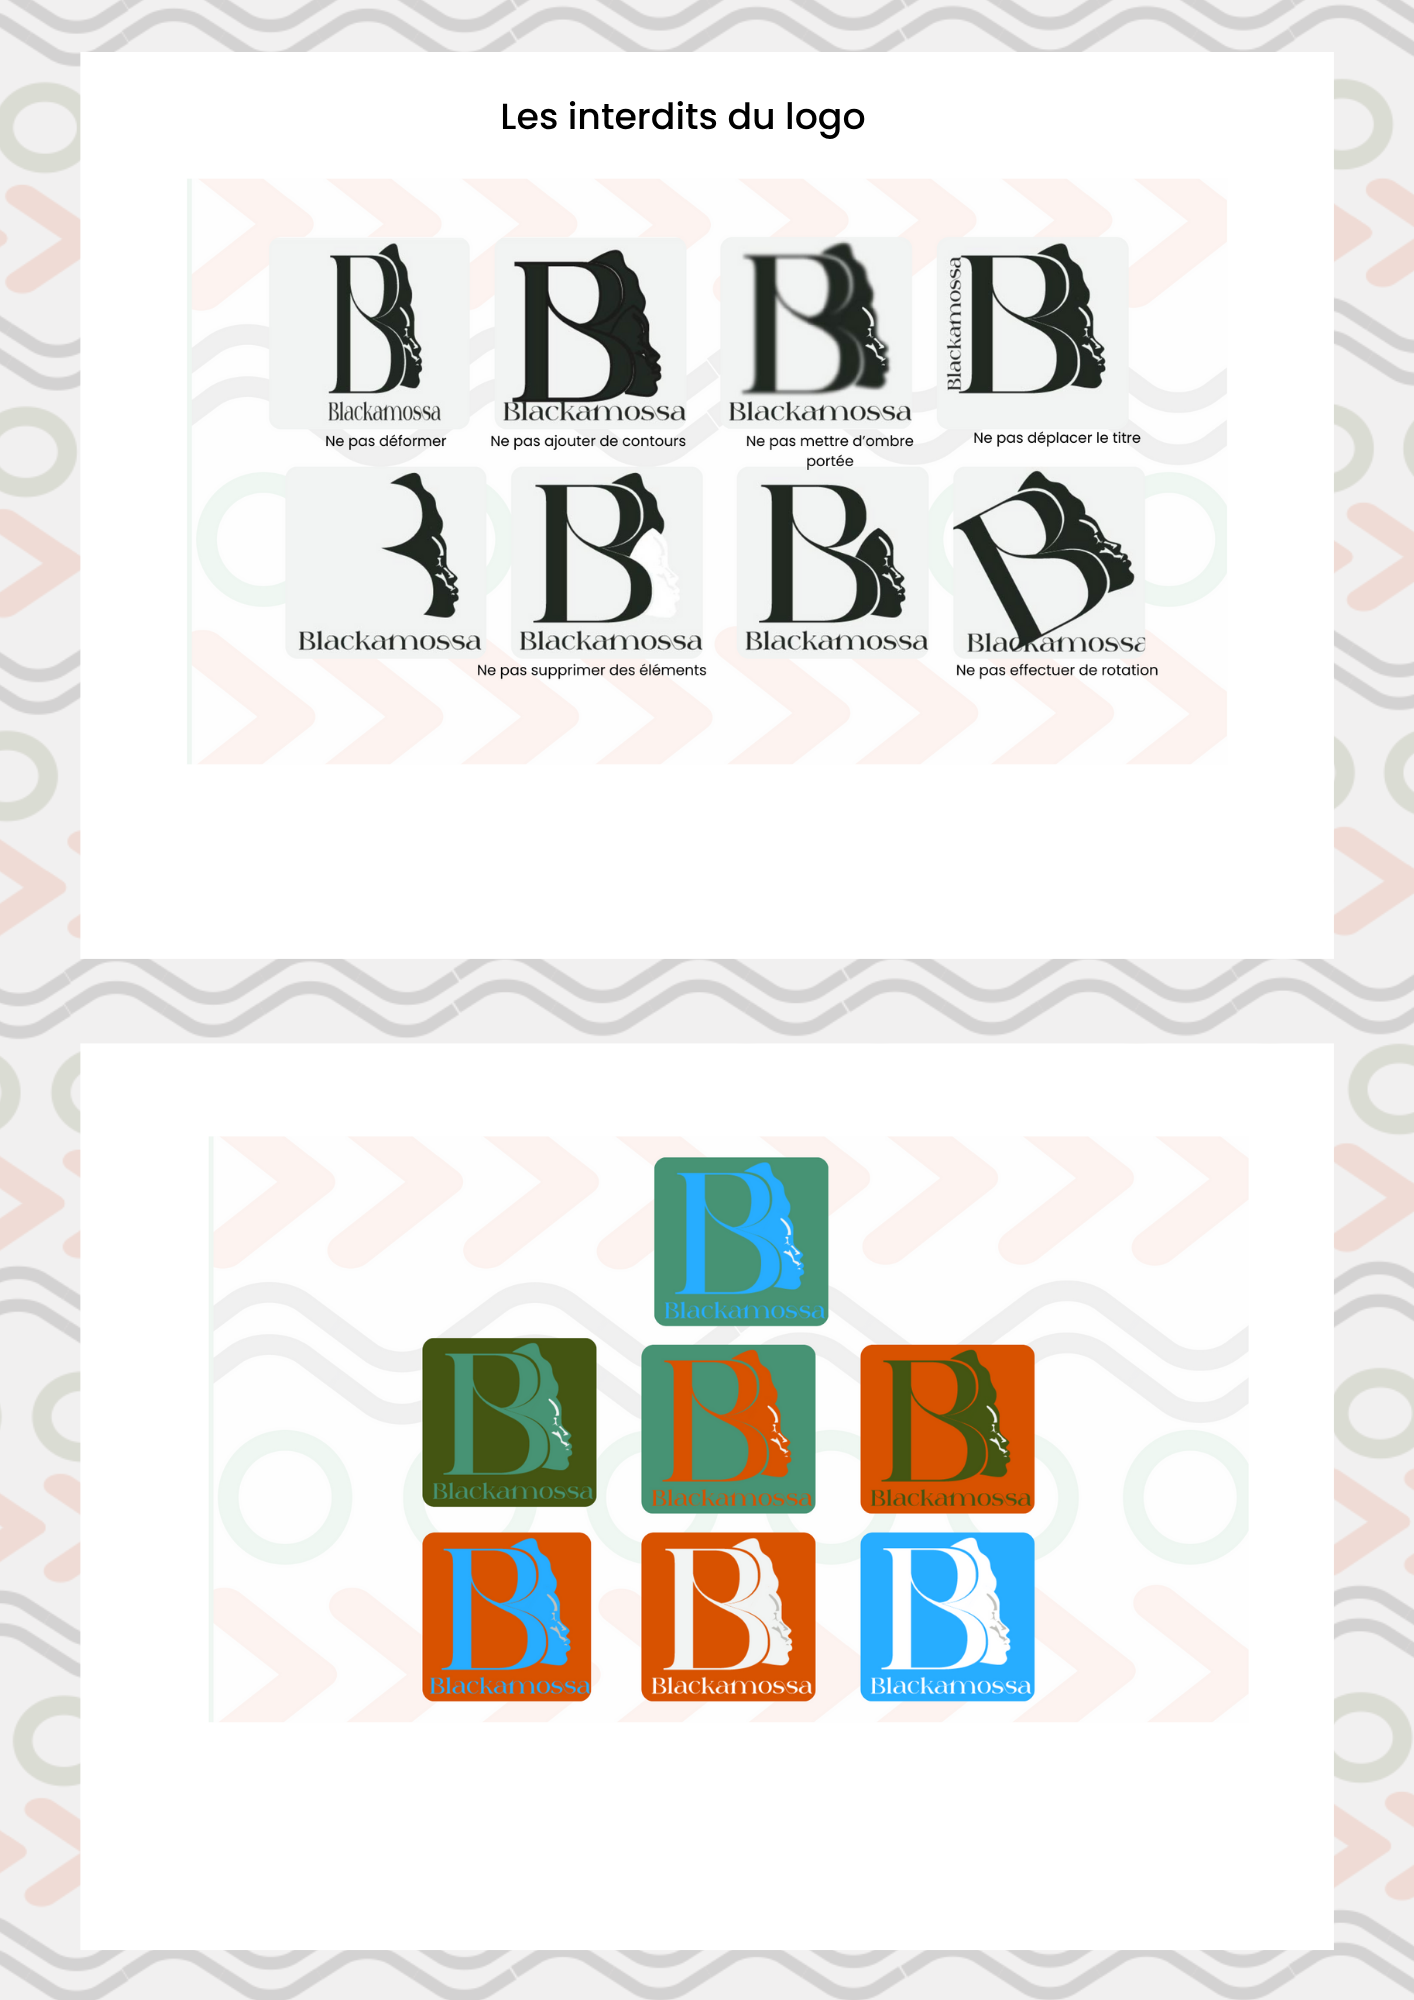 Les interdits du logo
Blackamossa
Blackamossa
Blackamossa
Blackamossa
Ne pas déformer
Ne pas ajouter de contours
Ne pas mettre d'ombre
portée
Ne pas déplacer le titre
Blackamossa
Blackamossa
Blackamossa
Blackamossa
Ne pas supprimer des éléments
Ne pas effectuer de rotation
Blackamossa
Blackamossa
Blackamossa
Blackamossa
Blackamossa
Blackamossa
Blackamossa